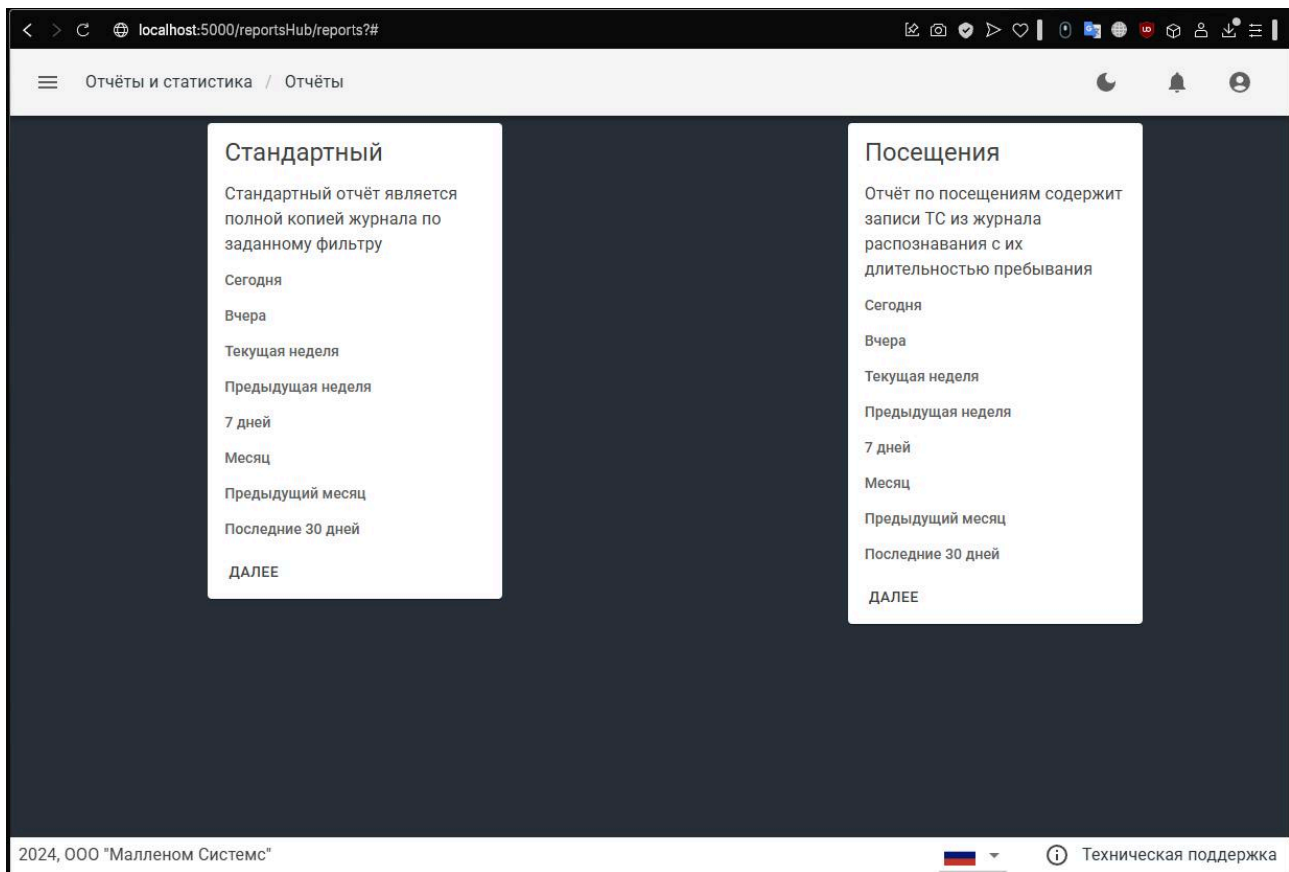 localhost:5000/reportsHub/reports?#
Отчёты и статистика / Отчёты
Стандартный
Стандартный отчёт является
полной копией журнала по
заданному фильтру
Сегодня
Вчера
Текущая неделя
Предыдущая неделя
7 дней
Месяц
Предыдущий месяц
Последние 30 дней
ДАЛЕЕ
Посещения
Отчёт по посещениям содержит
записи ТС из журнала
распознавания с их
длительностью пребывания
Сегодня
Вчера
Текущая неделя
Предыдущая неделя
7 дней
Месяц
Предыдущий месяц
Последние 30 дней
ДАЛЕЕ
2024, ООО "Малленом Системс"
Техническая поддержка